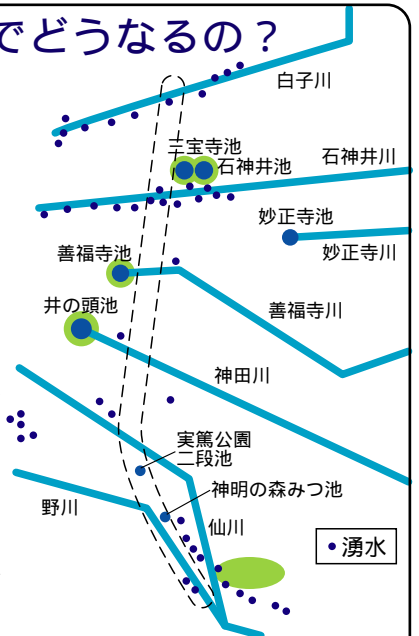 でどうなるの？
白子川
三宝寺池
石神井池
石神井川
妙正寺池
妙正寺川
善福寺池
善福寺川
井の頭池
神田川
実篤公園
二段池
神明の森みつ池
野川
仙川
湧水